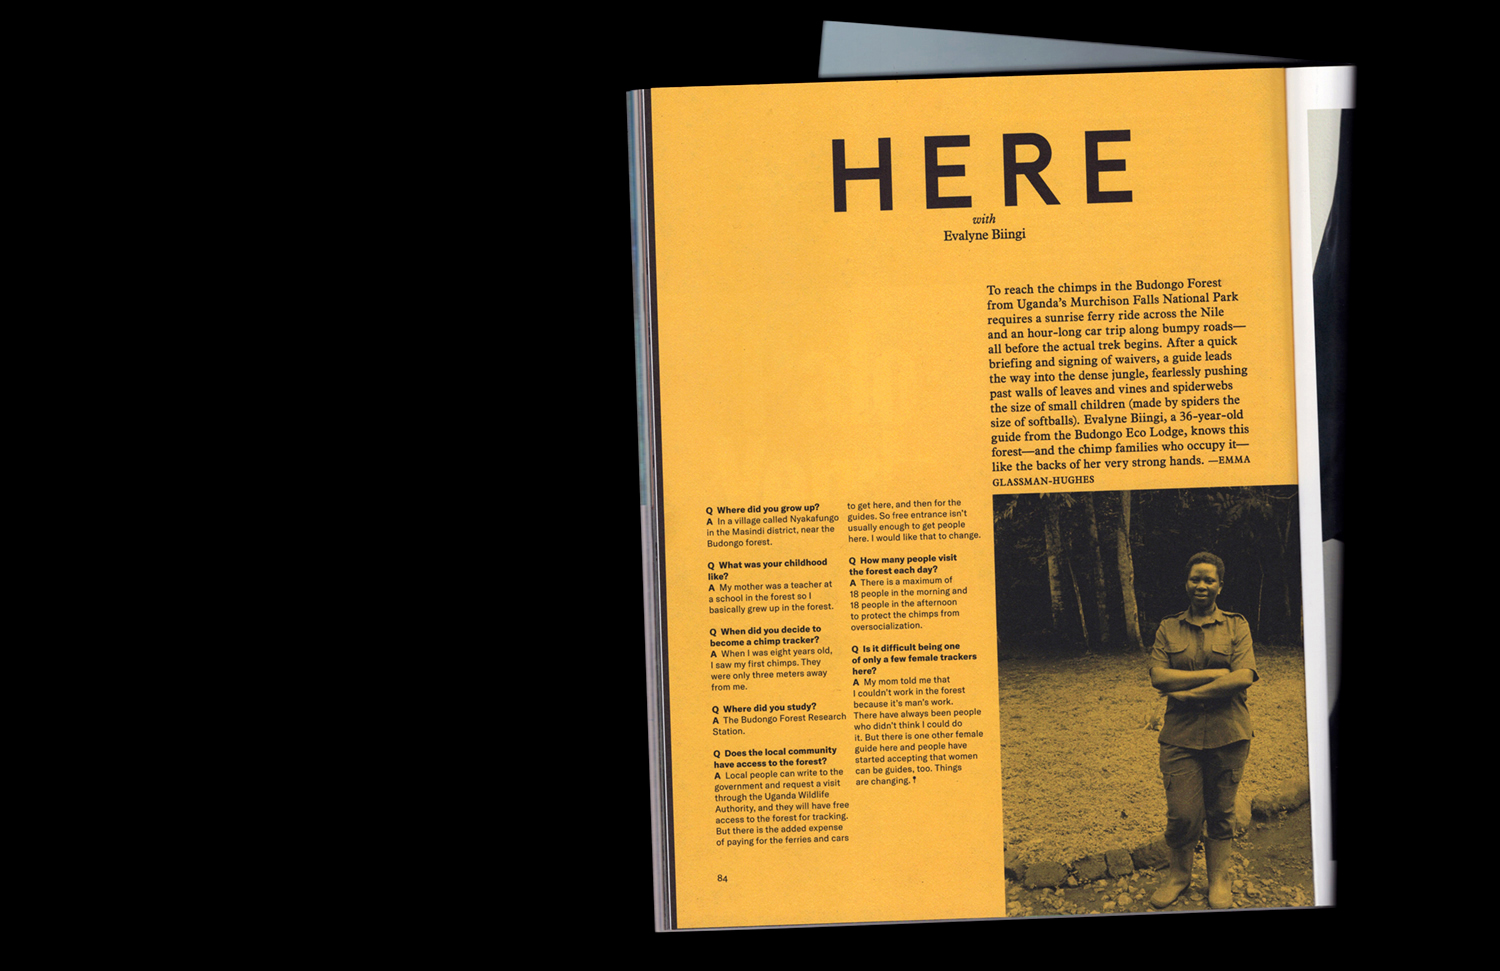 HERE
with
Evalyne Biingi
To reach the chimps in the Budongo Forest
from Uganda's Murchison Falls National Park
requires a sunrise ferry ride across the Nile
and an hour-long car trip along bumpy roads—
all before the actual trek begins. After a quick
briefing and signing of waivers, a guide leads
the way into the dense jungle, fearlessly pushing
past walls of leaves and vines and spiderwebs
the size of small children (made by spiders the
size of softballs). Evalyne Biingi, a 36-year-old
guide from the Budongo Eco Lodge, knows this
forest—and the chimp families who occupy it—
like the backs of her very strong hands. —EMMA
GLASSMAN-HUGHES
Q Where did you grow up?
A In a village called Nyakafungo
in the Masindi district, near the
Budongo forest.
Q What was your childhood
like?
A My mother was a teacher at
a school in the forest so I
basically grew up in the forest.
Q When did you decide to
become a chimp tracker?
A When I was eight years old,
I saw my first chimps. They
were only three meters away
from me.
Q Where did you study?
A The Budongo Forest Research
Station.
Q Does the local community
have access to the forest?
A Local people can write to the
government and request a visit
through the Uganda Wildlife
Authority, and they will have free
access to the forest for tracking.
But there is the added expense
of paying for the ferries and cars
to get here, and then for the
guides. So free entrance isn't
usually enough to get people
here. I would like that to change.
Q How many people visit
the forest each day?
A There is a maximum of
18 people in the morning and
18 people in the afternoon
to protect the chimps from
oversocialization.
Q Is it difficult being one
of only a few female trackers
here?
A My mom told me that
I couldn't work in the forest
because it's man's work.
There have always been people
who didn't think I could do
it. But there is one other female
guide here and people have
started accepting that women
can be guides, too. Things
are changing.
84